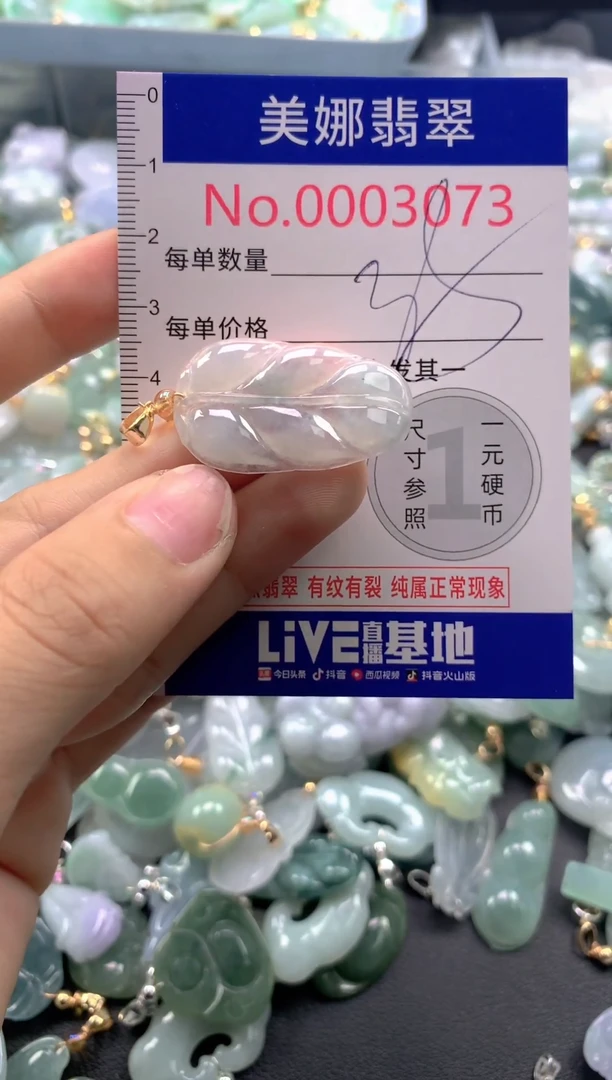 0
美娜翡翠
1
No.0003073
2
每单数量
3
每单价格
4
发其一
尺寸参照
1
一元硬币
翡翠 有纹有裂 纯属正常现象
LiVE直播基地
今日头条 抖音 西瓜视频 抖音火山版